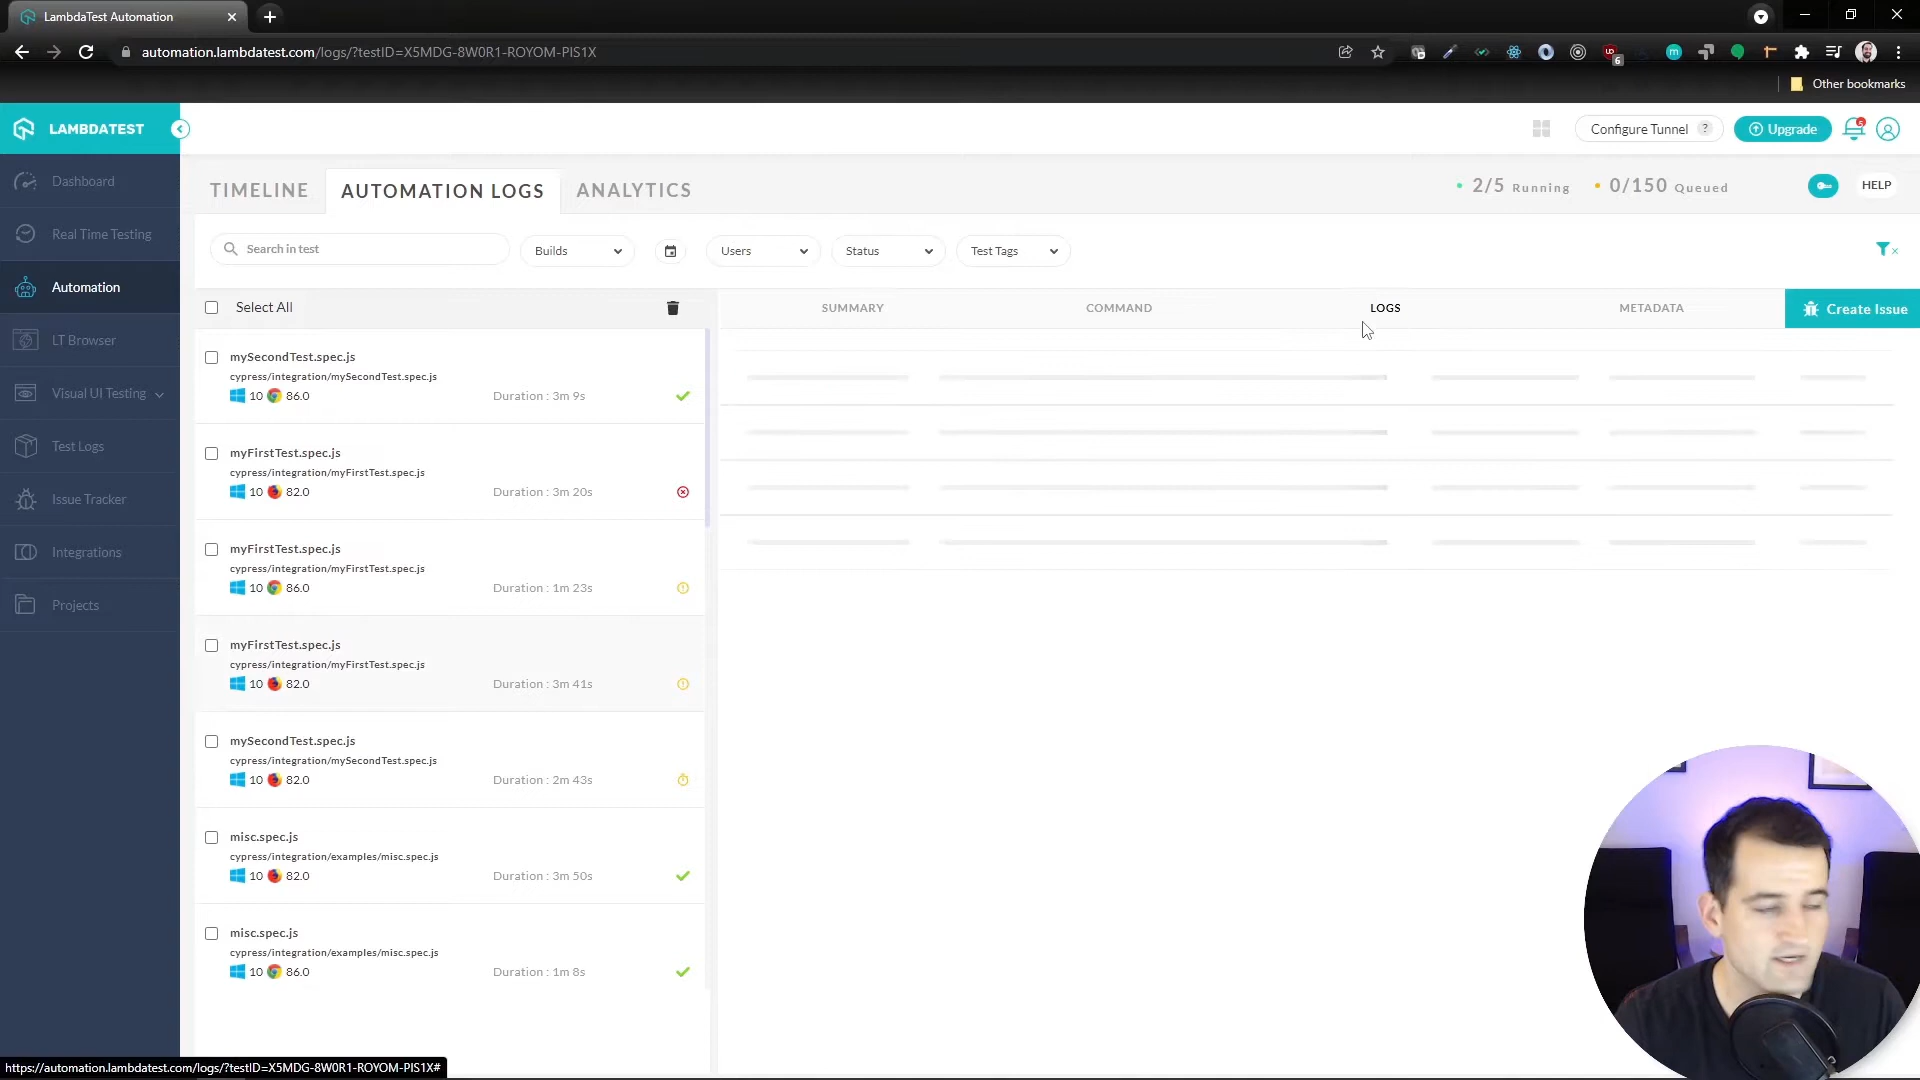 LambdaTest Automation
automation.lambdatest.com/logs/?testID=X5MDG-8W0R1-ROYOM-PIS1X
6
Other bookmarks
LAMBDATEST
Configure Tunnel ?
Upgrade
Dashboard
Real Time Testing
Automation
LT Browser
Visual UI Testing
Test Logs
Issue Tracker
Integrations
Projects
TIMELINE
AUTOMATION LOGS
ANALYTICS
2/5 Running
0/150 Queued
HELP
Search in test
Builds
Users
Status
Test Tags
Select All
SUMMARY
COMMAND
LOGS
METADATA
Create Issue
mySecondTest.spec.js
cypress/integration/mySecondTest.spec.js
10 86.0 Duration : 3m 9s
myFirstTest.spec.js
cypress/integration/myFirstTest.spec.js
10 82.0 Duration : 3m 20s
myFirstTest.spec.js
cypress/integration/myFirstTest.spec.js
10 86.0 Duration : 1m 23s
myFirstTest.spec.js
cypress/integration/myFirstTest.spec.js
10 82.0 Duration : 3m 41s
mySecondTest.spec.js
cypress/integration/mySecondTest.spec.js
10 82.0 Duration : 2m 43s
misc.spec.js
cypress/integration/examples/misc.spec.js
10 82.0 Duration : 3m 50s
misc.spec.js
cypress/integration/examples/misc.spec.js
10 86.0 Duration : 1m 8s
https://automation.lambdatest.com/logs/?testID=X5MDG-8W0R1-ROYOM-PIS1X#